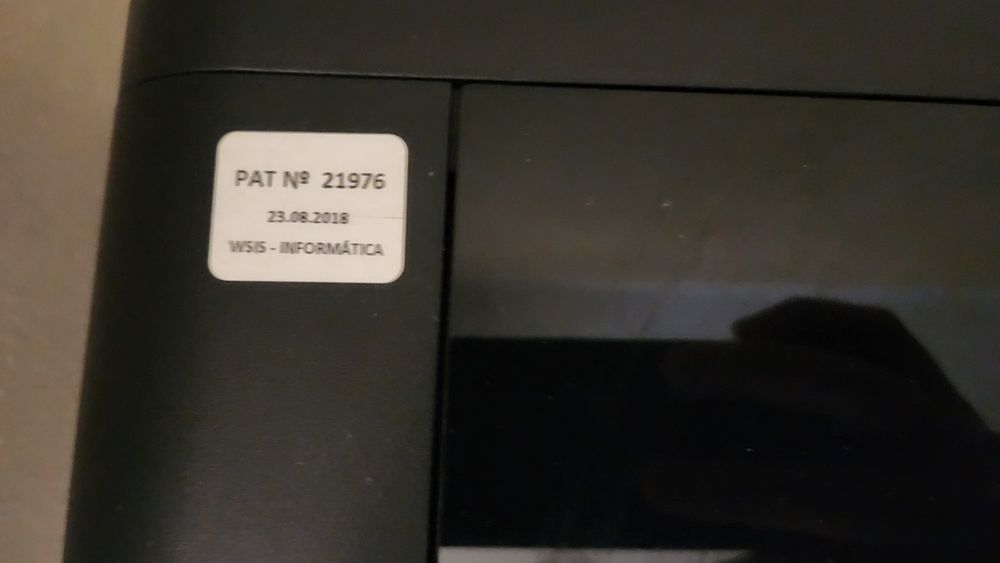 PAT Nº 21976
23.08.2018
WSIS - INFORMÁTICA